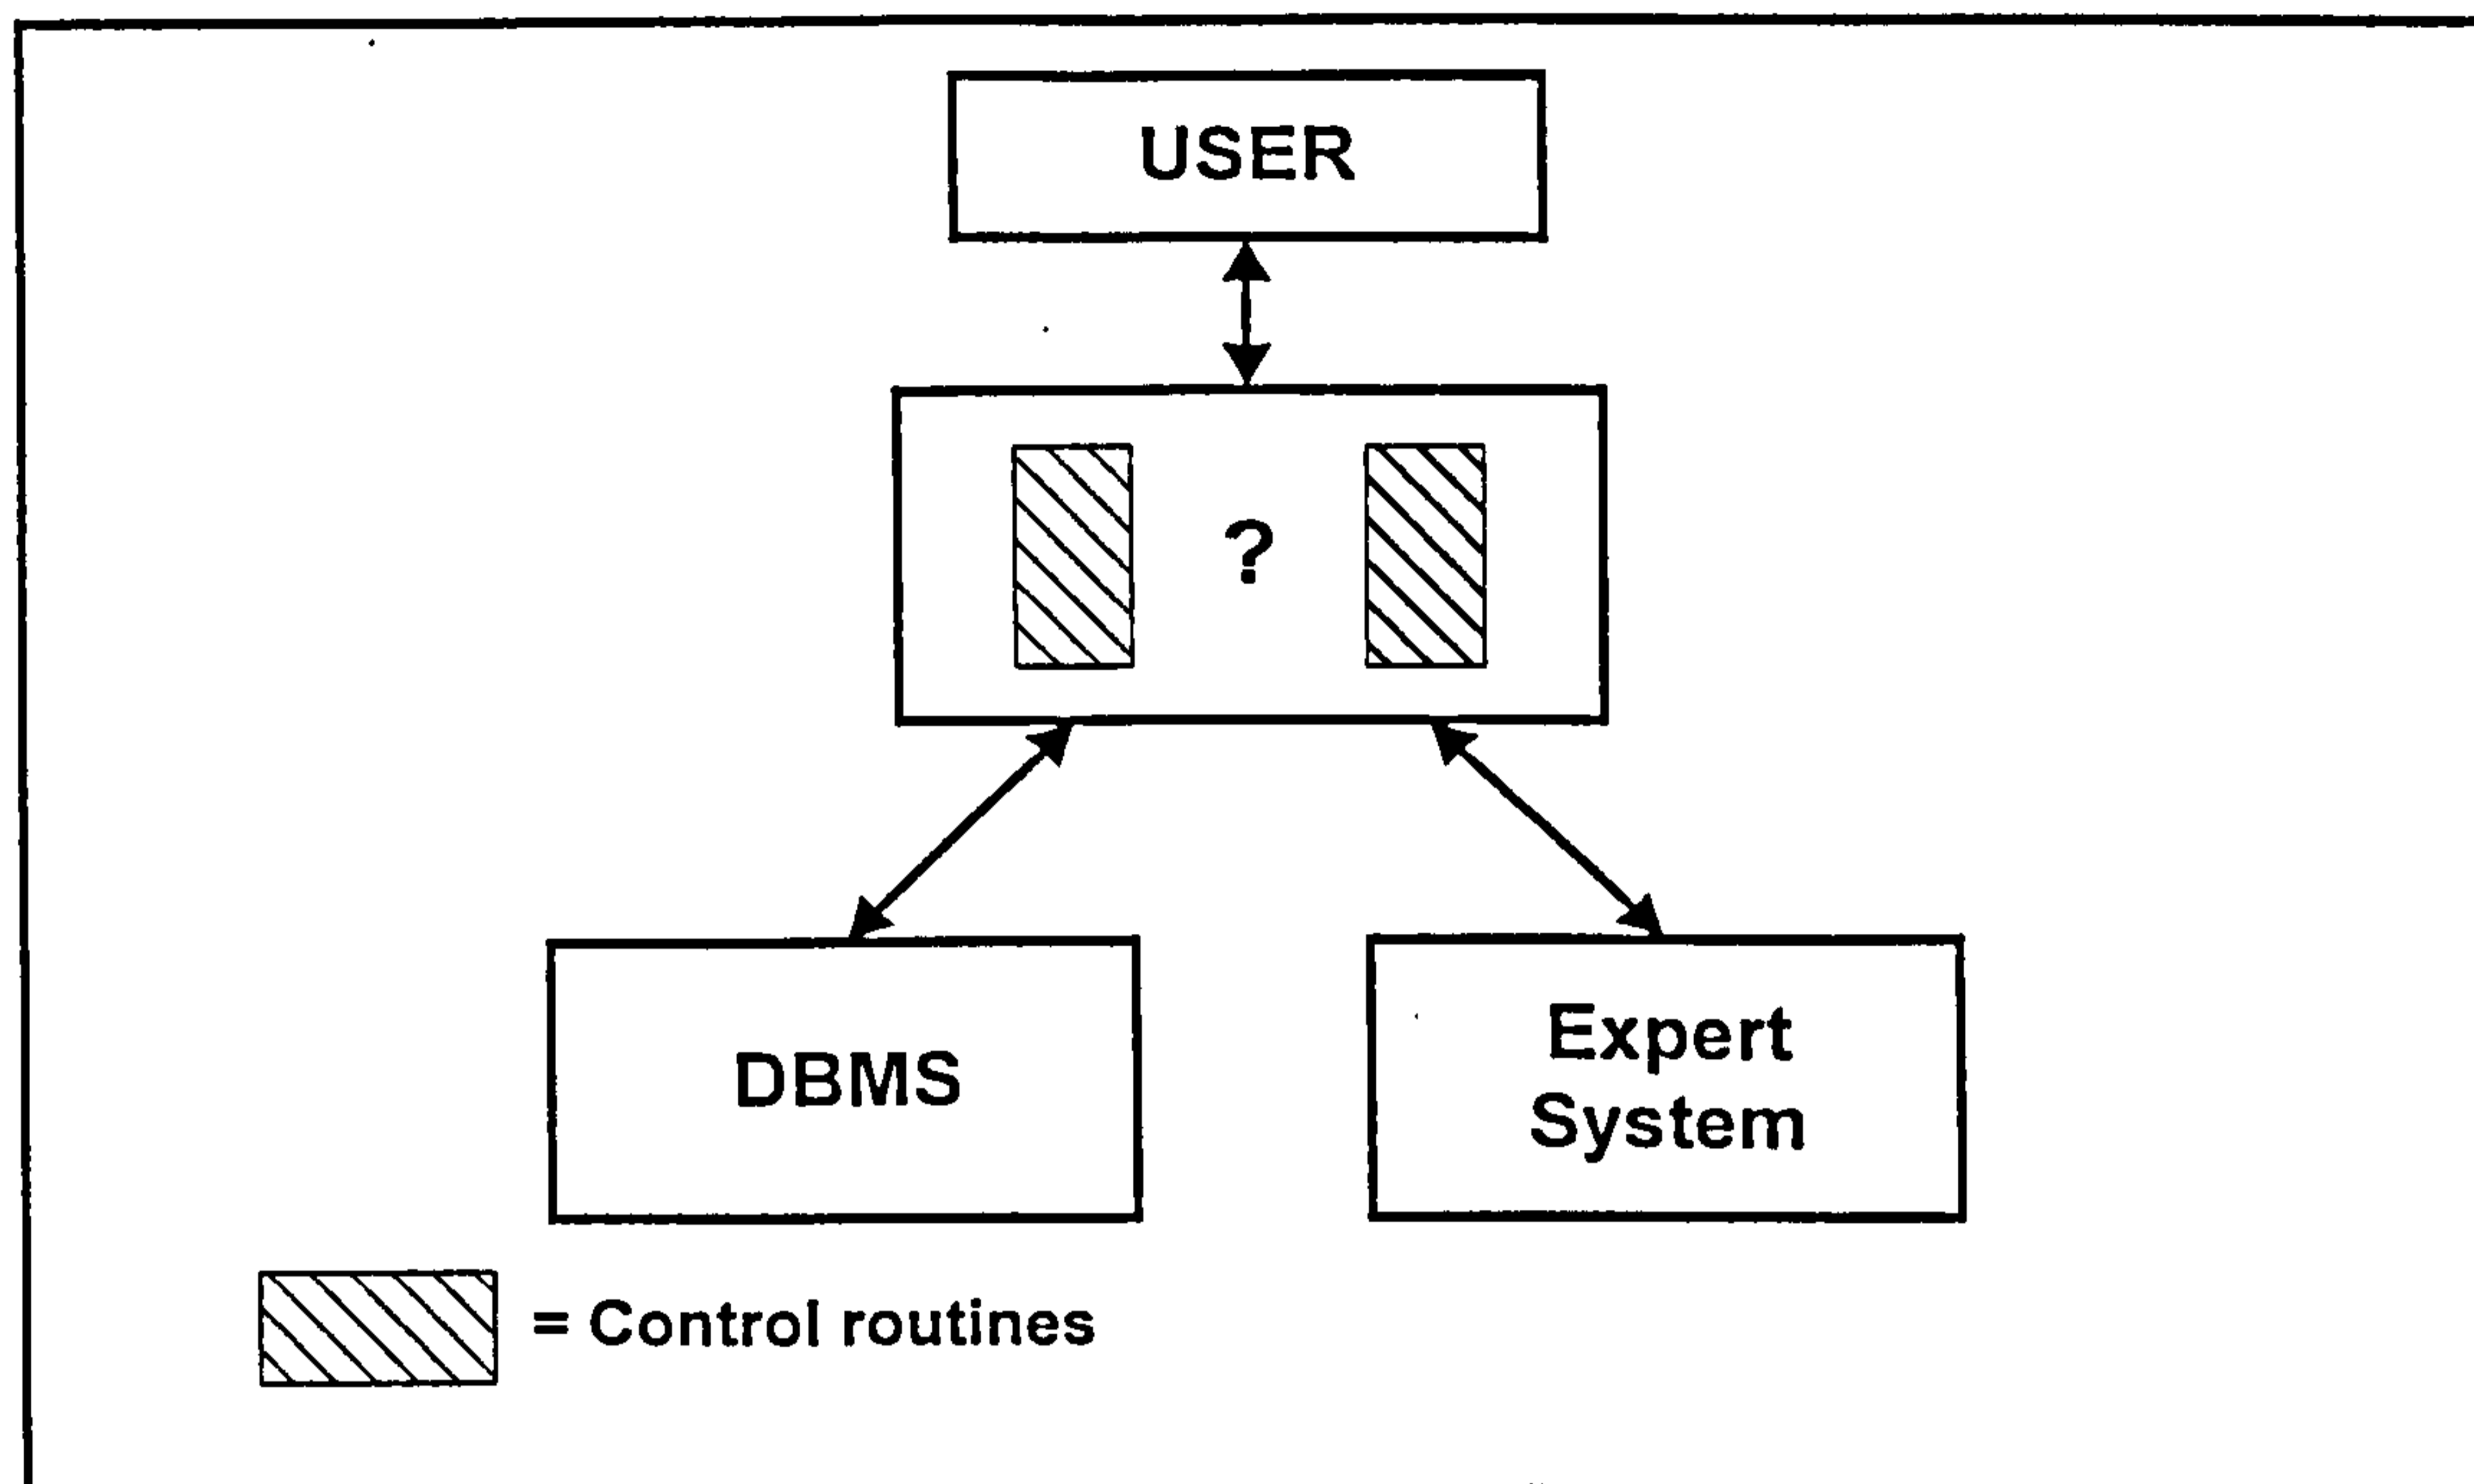 USER
?
DBMS
Expert
System
= Control routines